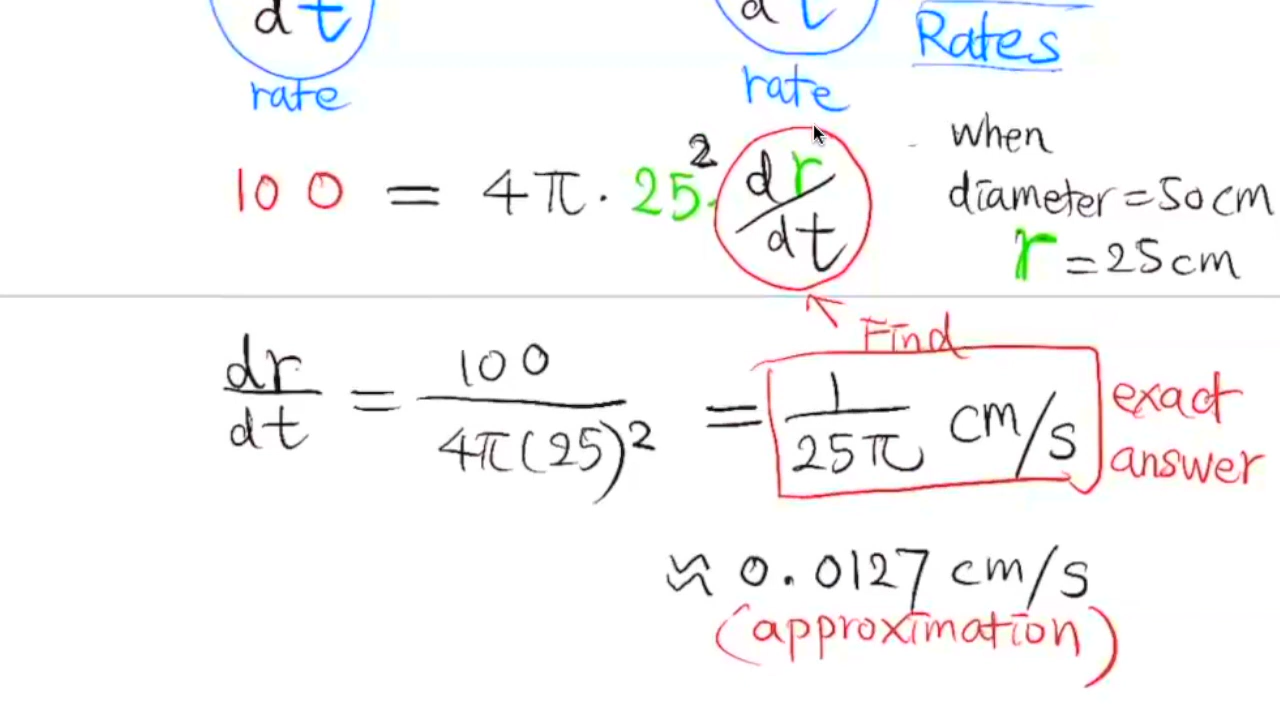 dt dt
rate rate Rates
100 = 4π · 25² · dr/dt
when
diameter = 50 cm
r = 25 cm
Find
dr/dt = 100/4π(25)² = 1/25π cm/s
exact
answer
≈ 0.0127 cm/s
(approximation)